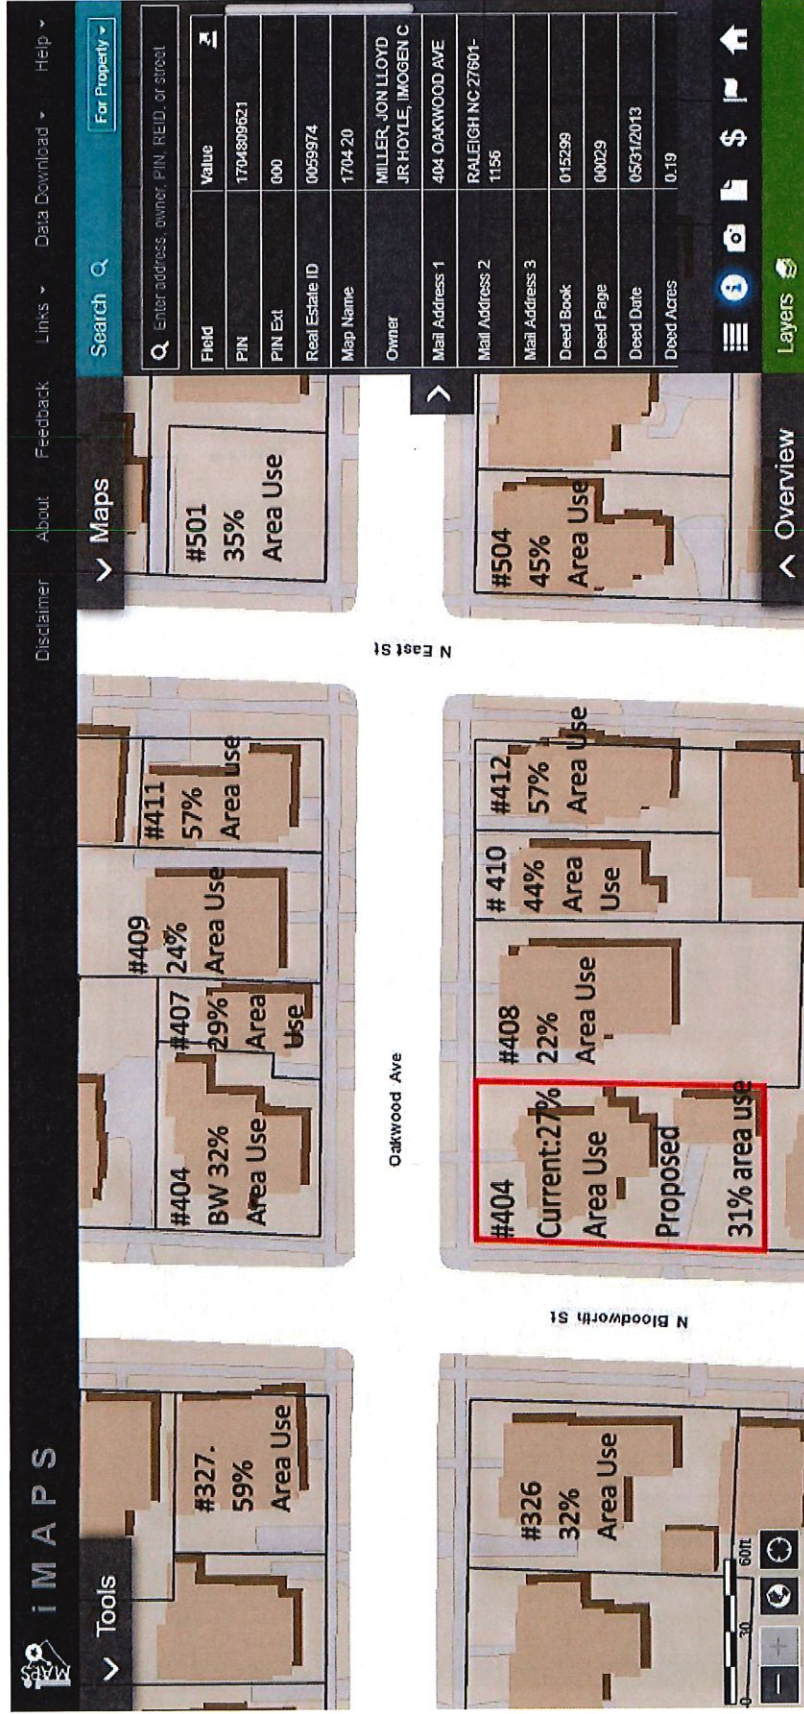 MAPS
iMAPS
Disclaimer
About
Feedback
Links
Data Download
Help
Tools
Maps
Search
For Property
Enter address, owner, PIN, REID, or street
Field Value
PIN 1704809621
PIN Ext 000
Real Estate ID 0059974
Map Name 1704 20
Owner MILLER, JON LLOYD
JR HOYLE, IMOGEN C
Mail Address 1 404 OAKWOOD AVE
Mail Address 2 RALEIGH NC 27601-
1156
Mail Address 3
Deed Book 015299
Deed Page 00029
Deed Date 05/31/2013
Deed Acres 0.19
Layers
Overview
#327.
59%
Area Use
#404
BW 32%
Area Use
#407
29%
Area
Use
#409
24%
Area Use
#411
57%
Area use
#501
35%
Area Use
Oakwood Ave
N Bloodworth St
N East St
#326
32%
Area Use
#404
Current:27%
Area Use
Proposed
31% area use
#408
22%
Area Use
# 410
44%
Area
Use
#412
57%
Area Use
#504
45%
Area Use
0 30 60ft